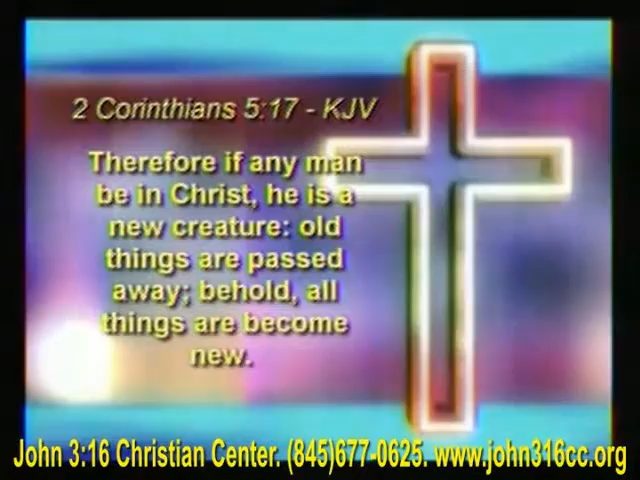 2 Corinthians 5:17 - KJV
Therefore if any man
be in Christ, he is a
new creature: old
things are passed
away; behold, all
things are become
new.
John 3:16 Christian Center. (845)677-0625. www.john316cc.org